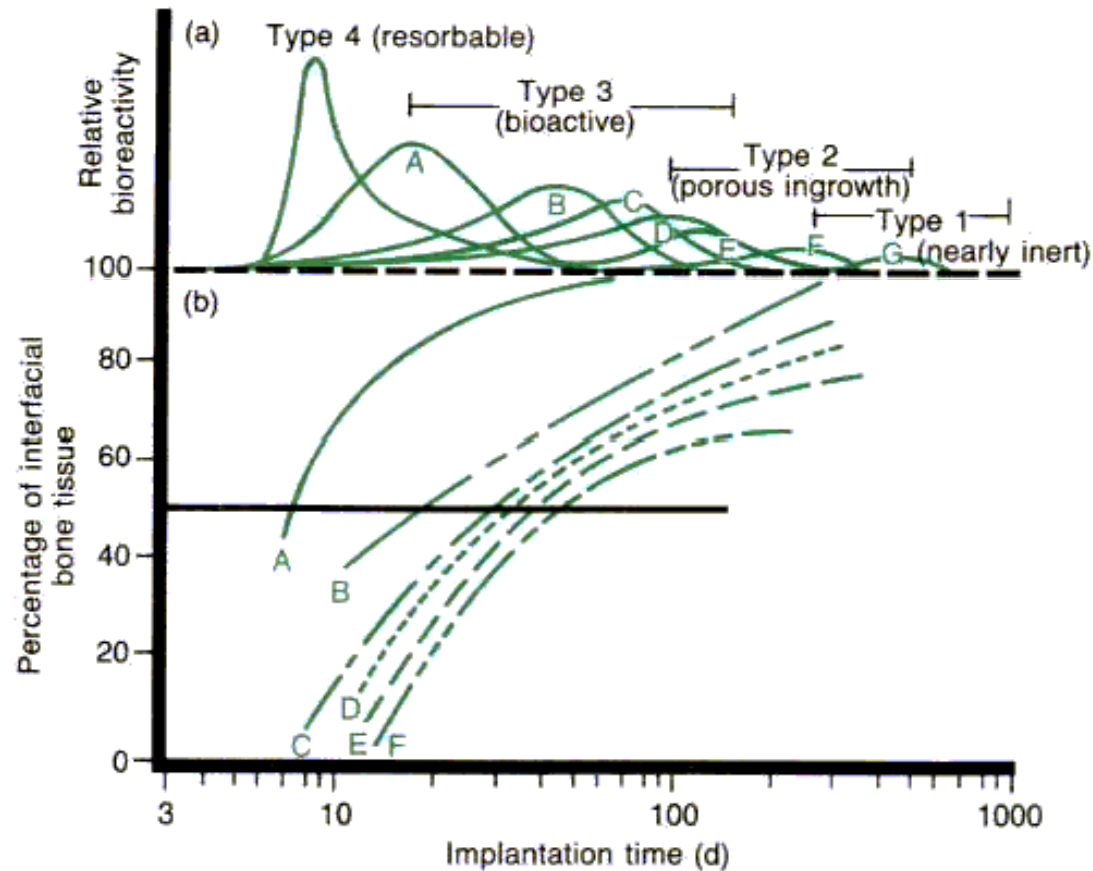 (a)
Type 4 (resorbable)
Type 3
(bioactive)
Type 2
(porous ingrowth)
Type 1
(nearly inert)
A
B
C
D
E
F
G
Relative
bioreactivity
100
(b)
80
60
40
20
0
Percentage of interfacial
bone tissue
A
B
C
D
E
F
3
10
100
1000
Implantation time (d)